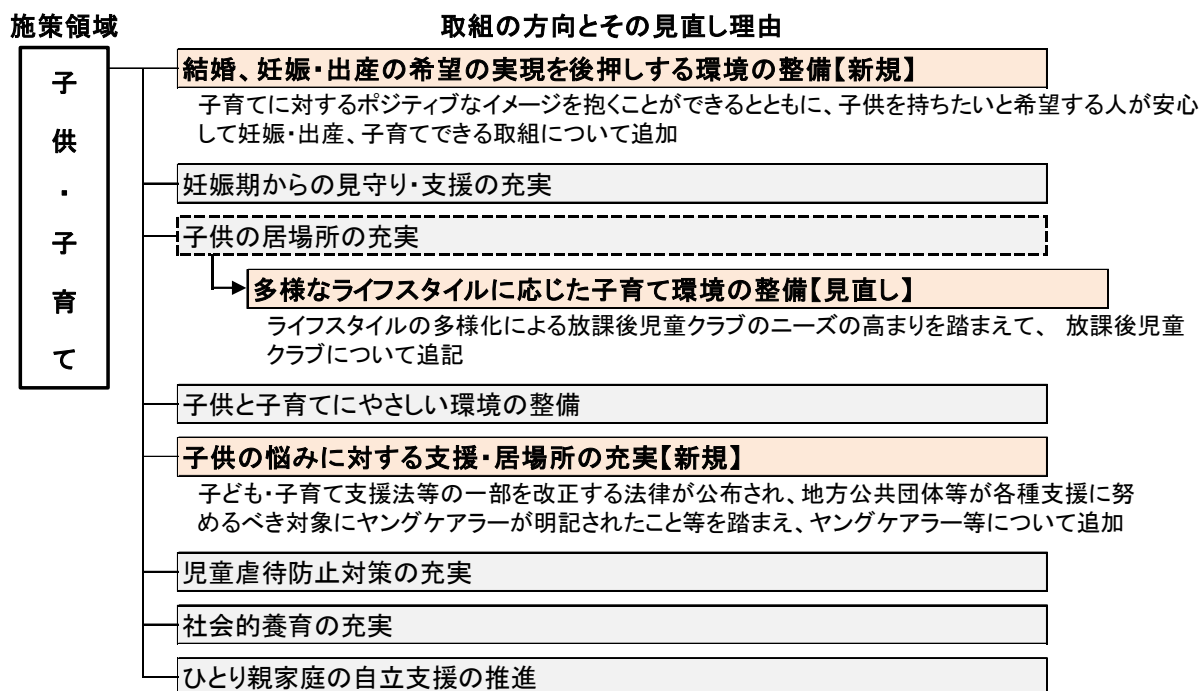 施策領域
取組の方向とその見直し理由
子供・子育て
結婚、妊娠・出産の希望の実現を後押しする環境の整備【新規】
子育てに対するポジティブなイメージを抱くことができるとともに、子供を持ちたいと希望する人が安心
して妊娠・出産、子育てできる取組について追加
妊娠期からの見守り・支援の充実
子供の居場所の充実
多様なライフスタイルに応じた子育て環境の整備【見直し】
ライフスタイルの多様化による放課後児童クラブのニーズの高まりを踏まえて、 放課後児童
クラブについて追記
子供と子育てにやさしい環境の整備
子供の悩みに対する支援・居場所の充実【新規】
子ども・子育て支援法等の一部を改正する法律が公布され、地方公共団体等が各種支援に努
めるべき対象にヤングケアラーが明記されたこと等を踏まえ、ヤングケアラー等について追加
児童虐待防止対策の充実
社会的養育の充実
ひとり親家庭の自立支援の推進